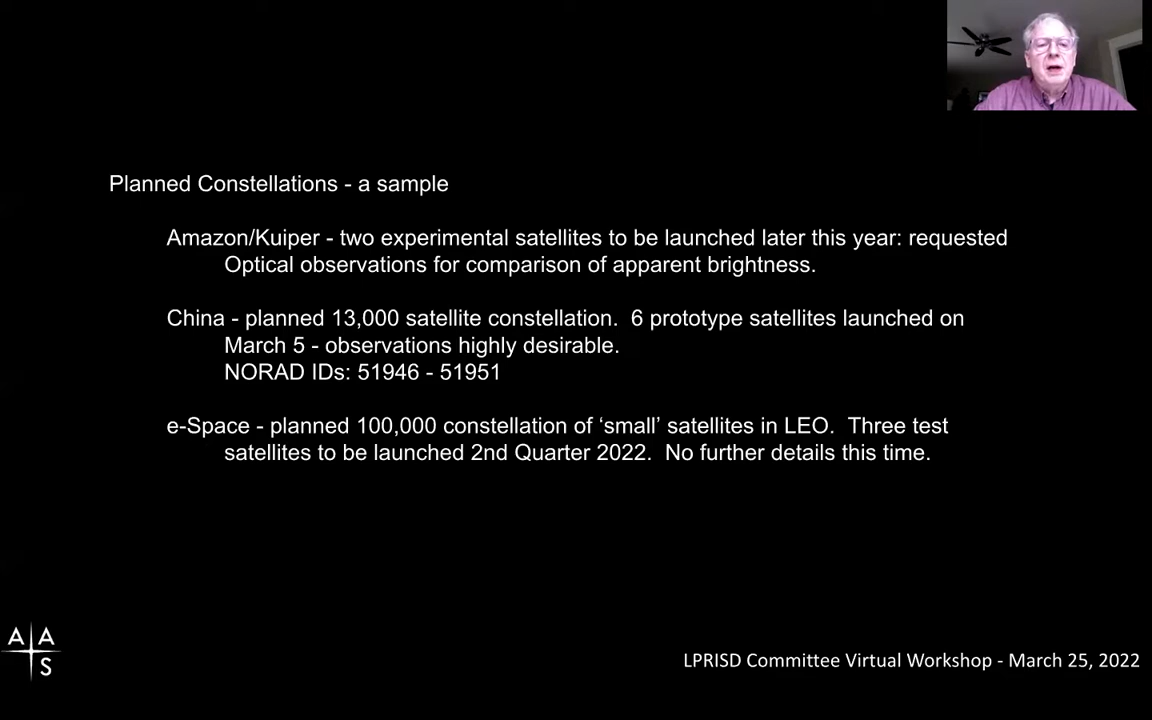 Planned Constellations - a sample
Amazon/Kuiper - two experimental satellites to be launched later this year: requested
Optical observations for comparison of apparent brightness.
China - planned 13,000 satellite constellation.  6 prototype satellites launched on
March 5 - observations highly desirable.
NORAD IDs: 51946 - 51951
e-Space - planned 100,000 constellation of ‘small’ satellites in LEO.  Three test
satellites to be launched 2nd Quarter 2022.  No further details this time.
A A
S
LPRISD Committee Virtual Workshop - March 25, 2022